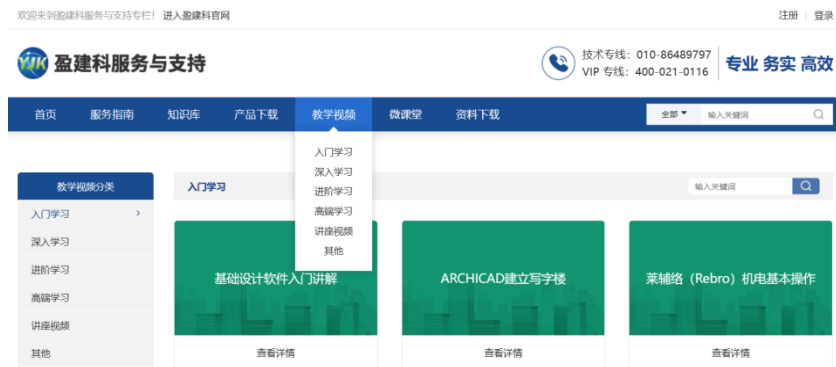 欢迎来到盈建科服务与支持专栏！ 进入盈建科官网
注册 登录
YJK 盈建科服务与支持
技术专线：010-86489797
VIP 专线：400-021-0116
专业 务实 高效
首页 服务指南 知识库 产品下载 教学视频 微课堂 资料下载 全部 输入关键词
入门学习
深入学习
进阶学习
高端学习
讲座视频
其他
教学视频分类
入门学习
深入学习
进阶学习
高端学习
讲座视频
其他
入门学习 输入关键词
基础设计软件入门讲解
查看详情
ARCHICAD建立写字楼
查看详情
莱辅络（Rebro）机电基本操作
查看详情